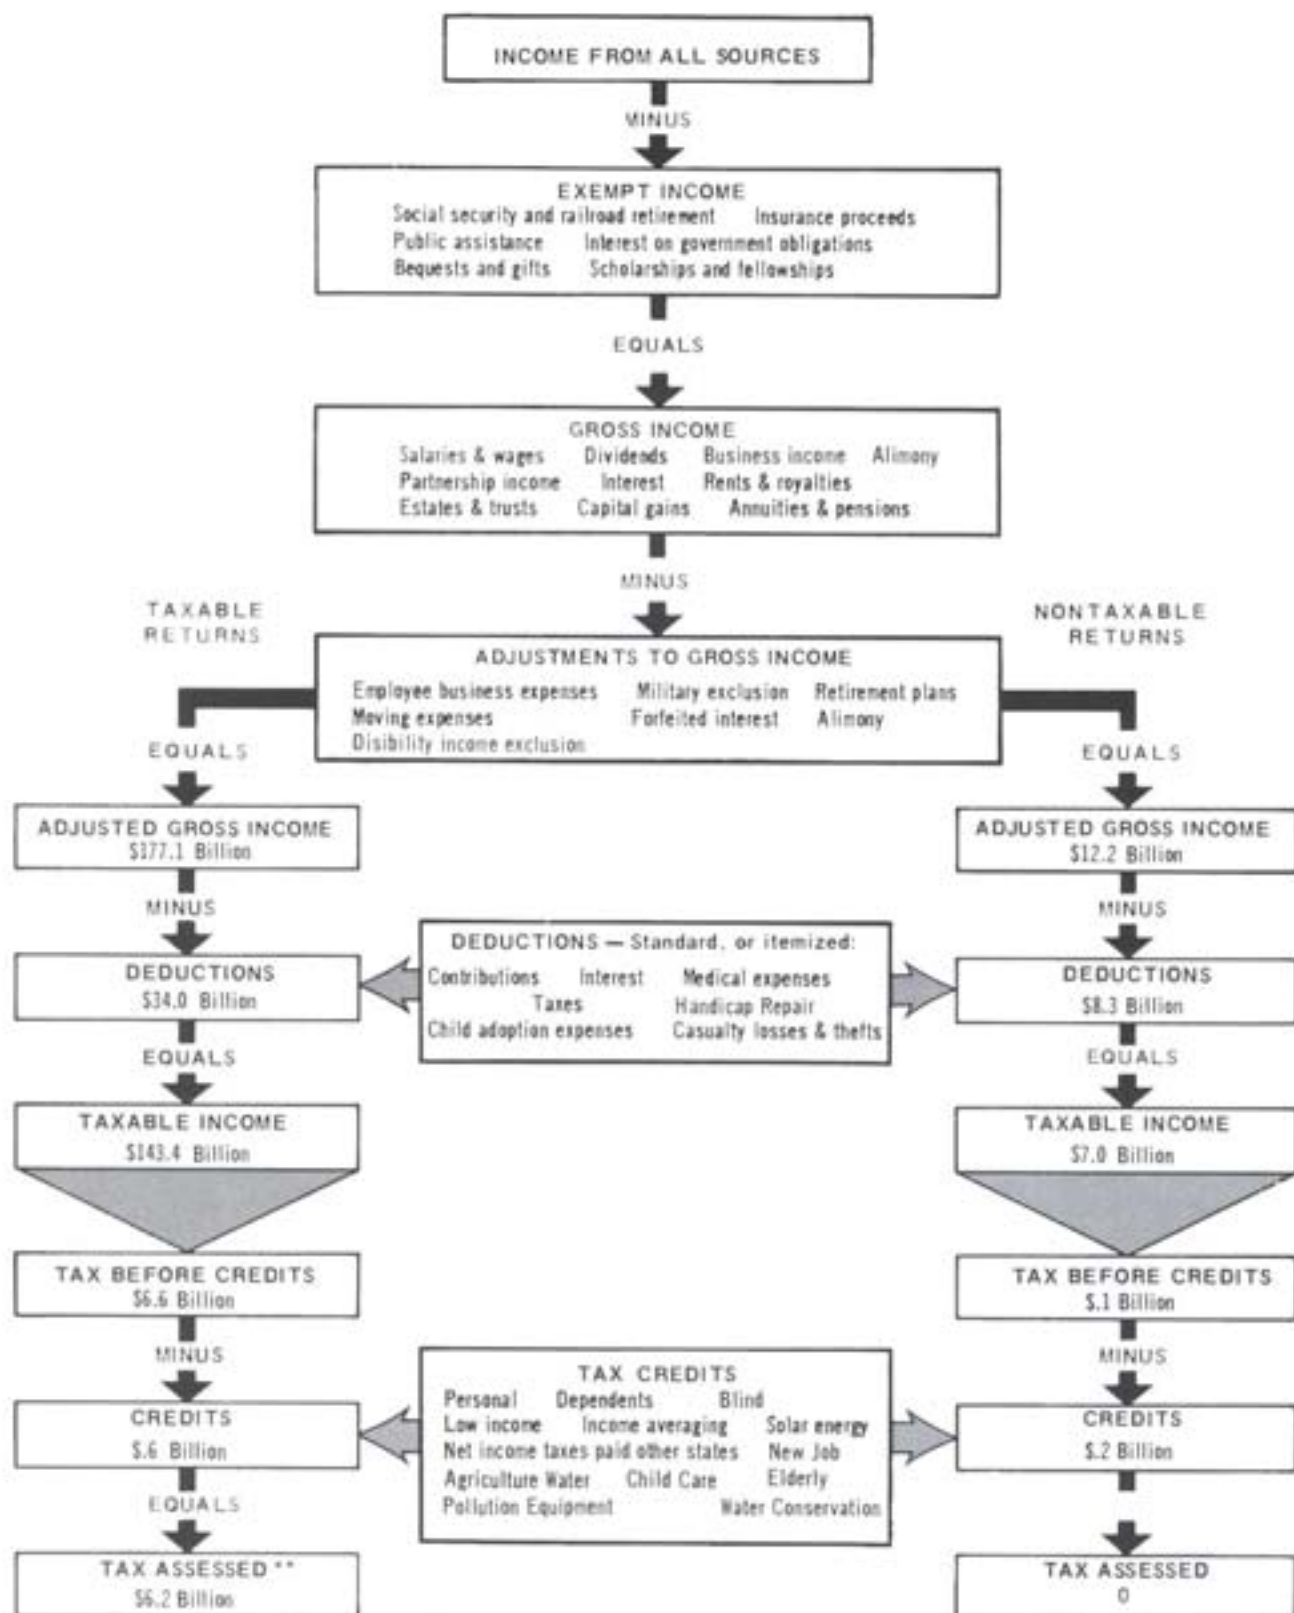 INCOME FROM ALL SOURCES
MINUS
EXEMPT INCOME
Social security and railroad retirement Insurance proceeds
Public assistance Interest on government obligations
Bequests and gifts Scholarships and fellowships
EQUALS
GROSS INCOME
Salaries & wages Dividends Business income Alimony
Partnership income Interest Rents & royalties
Estates & trusts Capital gains Annuities & pensions
MINUS
TAXABLE RETURNS
NONTAXABLE RETURNS
ADJUSTMENTS TO GROSS INCOME
Employee business expenses Military exclusion Retirement plans
Moving expenses Forfeited interest Alimony
Disibility income exclusion
EQUALS EQUALS
ADJUSTED GROSS INCOME ADJUSTED GROSS INCOME
$177.1 Billion $12.2 Billion
MINUS MINUS
DEDUCTIONS — Standard, or itemized:
Contributions Interest Medical expenses
Taxes Handicap Repair
Child adoption expenses Casualty losses & thefts
DEDUCTIONS DEDUCTIONS
$34.0 Billion $8.3 Billion
EQUALS EQUALS
TAXABLE INCOME TAXABLE INCOME
$143.4 Billion $7.0 Billion
TAX BEFORE CREDITS TAX BEFORE CREDITS
$6.6 Billion $.1 Billion
MINUS MINUS
TAX CREDITS
Personal Dependents Blind
Low income Income averaging Solar energy
Net income taxes paid other states New Job
Agriculture Water Child Care Elderly
Pollution Equipment Water Conservation
CREDITS CREDITS
$.6 Billion $.2 Billion
EQUALS
TAX ASSESSED ** TAX ASSESSED
$6.2 Billion 0